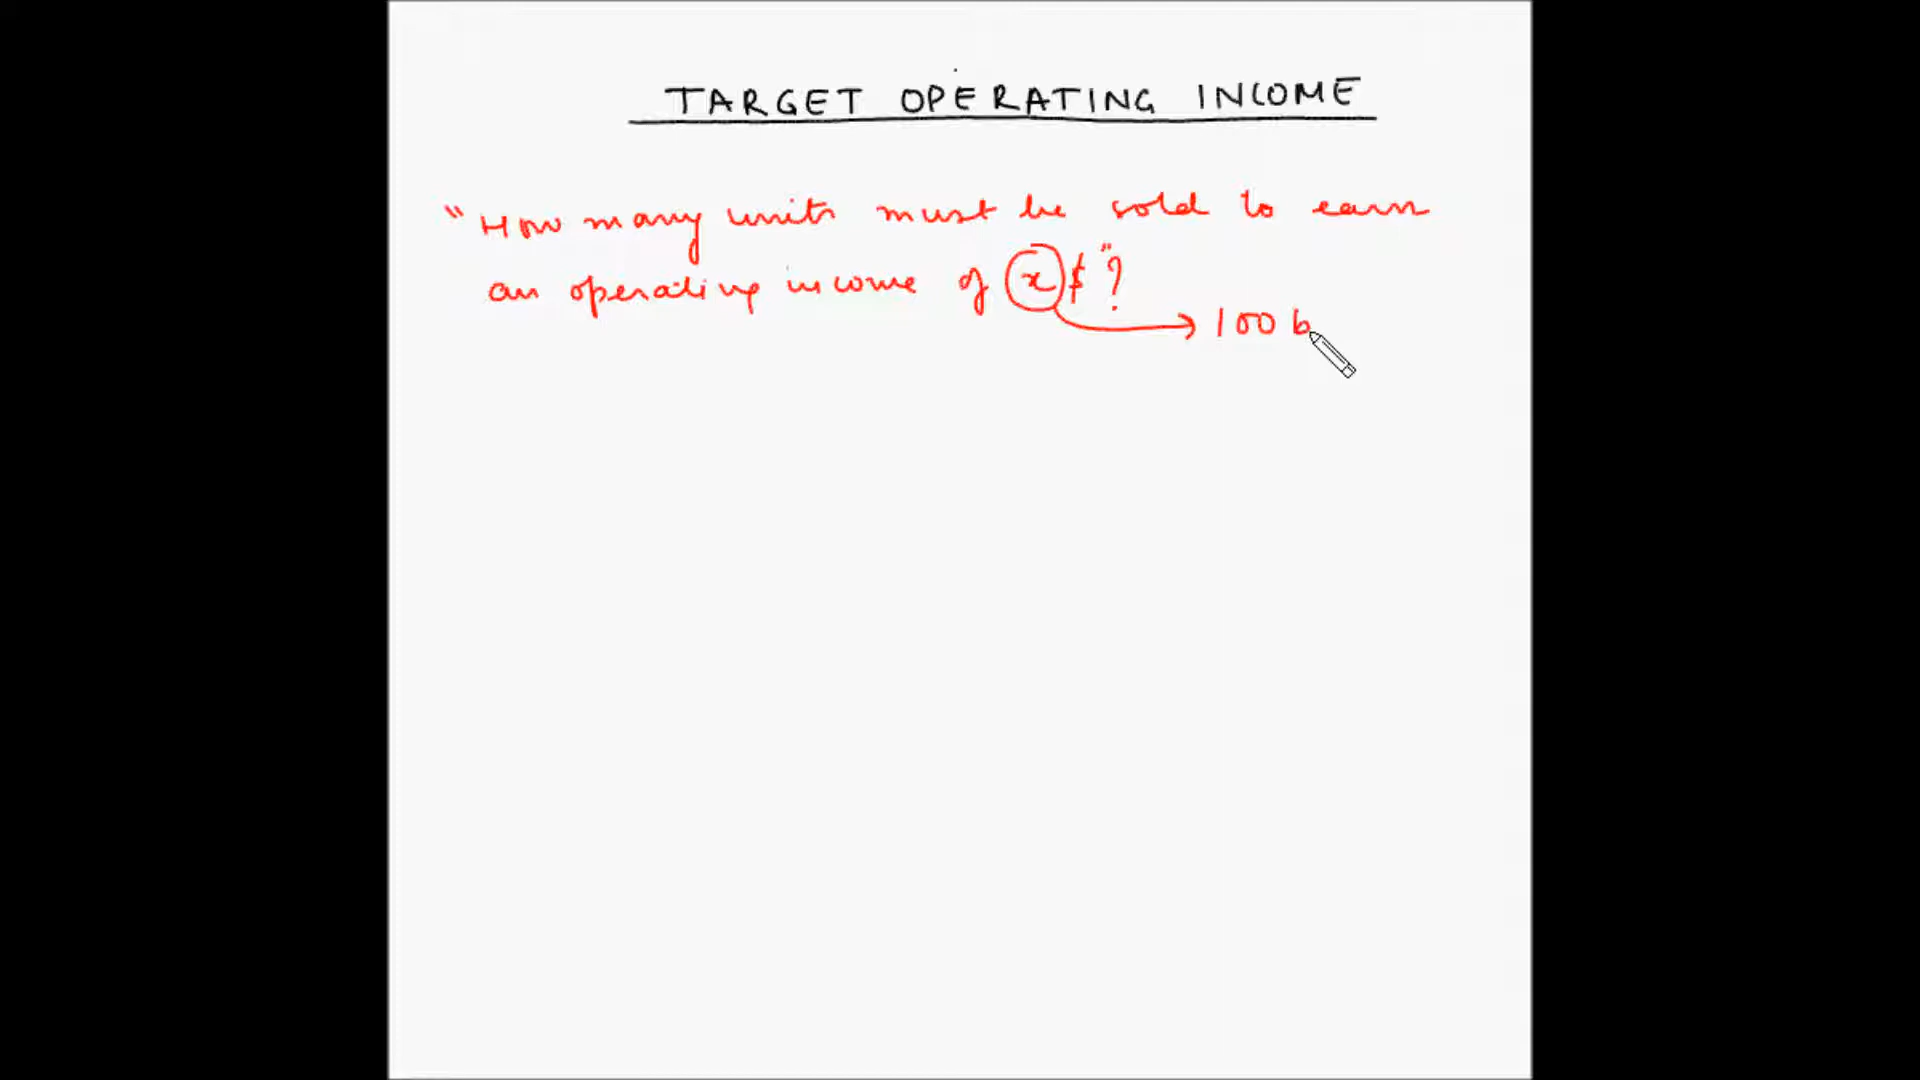 TARGET OPERATING INCOME
"How many units must be sold to earn
an operating income of x $"?
100 b